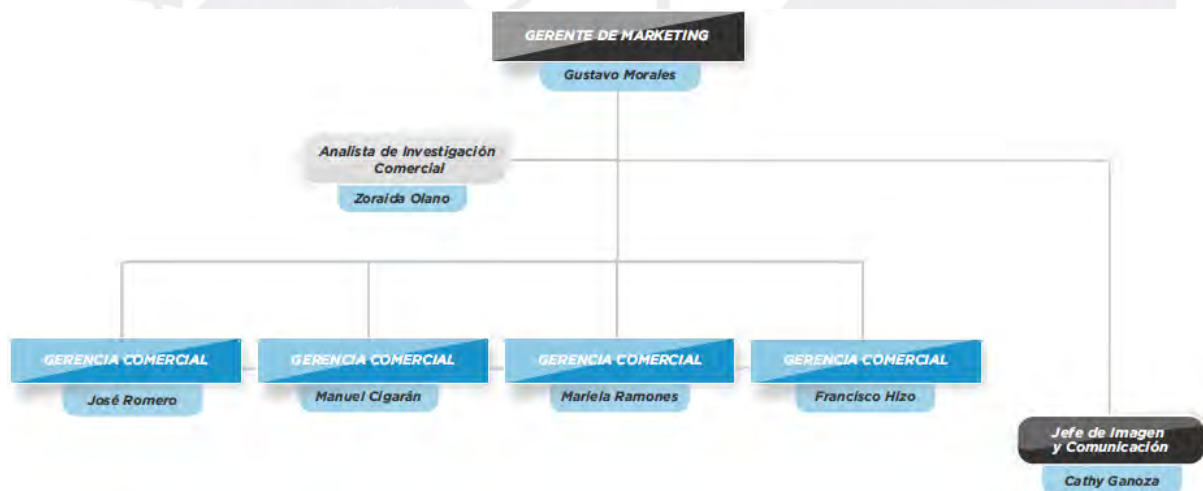 GERENTE DE MARKETING
Gustavo Morales
Analista de Investigación
Comercial
Zoraida Olano
GERENCIA COMERCIAL
José Romero
GERENCIA COMERCIAL
Manuel Cigarán
GERENCIA COMERCIAL
Mariela Ramones
GERENCIA COMERCIAL
Francisco Hizo
Jefe de Imagen
y Comunicación
Cathy Ganoza